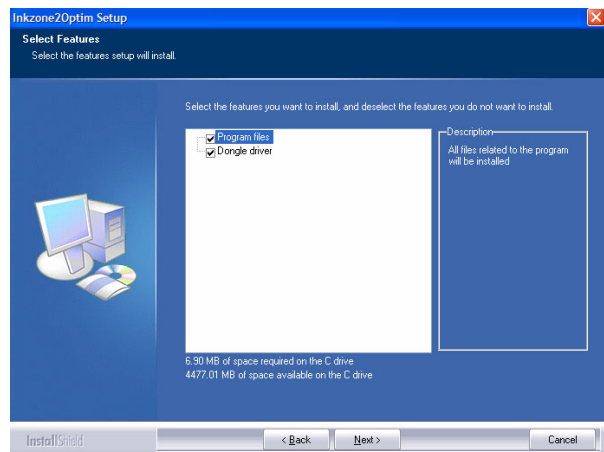 Inkzone2Optim Setup
Select Features
Select the features setup will install.
Select the features you want to install, and deselect the features you do not want to install.
Program files
Dongle driver
Description
All files related to the program
will be installed
6.90 MB of space required on the C drive
4477.01 MB of space available on the C drive
InstallShield
< Back
Next >
Cancel